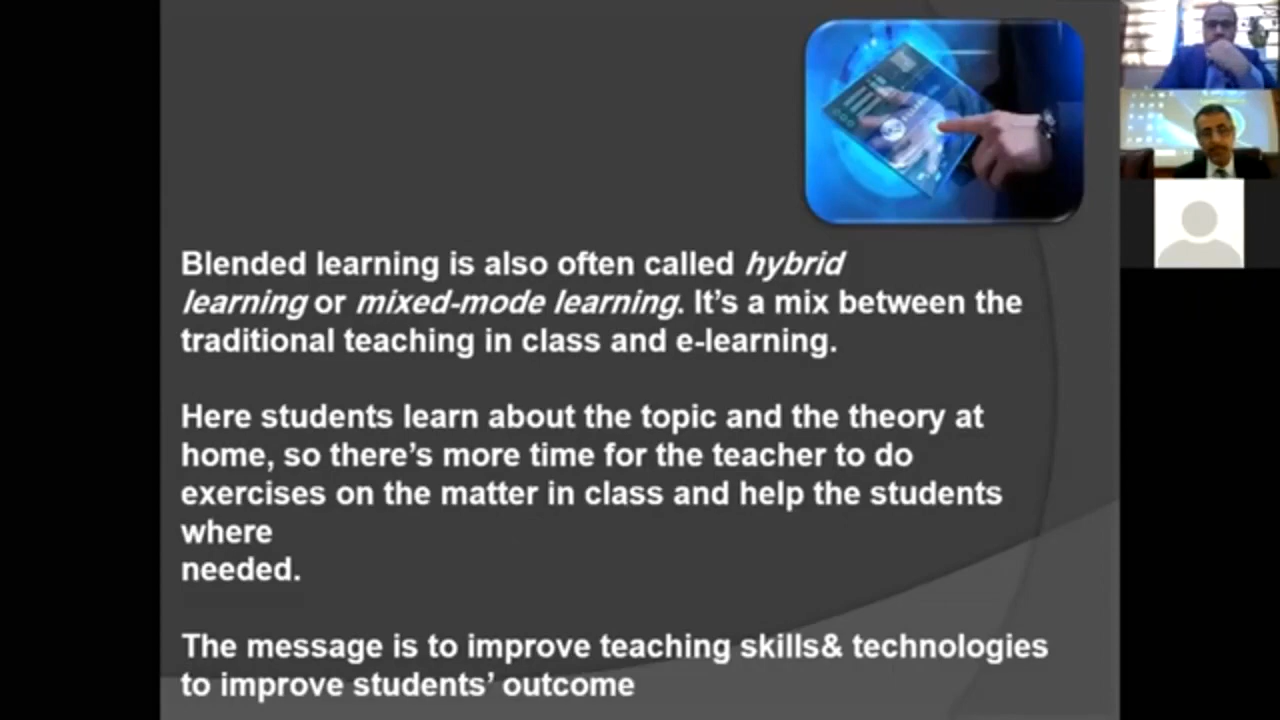 Blended learning is also often called hybrid
learning or mixed-mode learning. It’s a mix between the
traditional teaching in class and e-learning.
Here students learn about the topic and the theory at
home, so there’s more time for the teacher to do
exercises on the matter in class and help the students
where
needed.
The message is to improve teaching skills& technologies
to improve students’ outcome